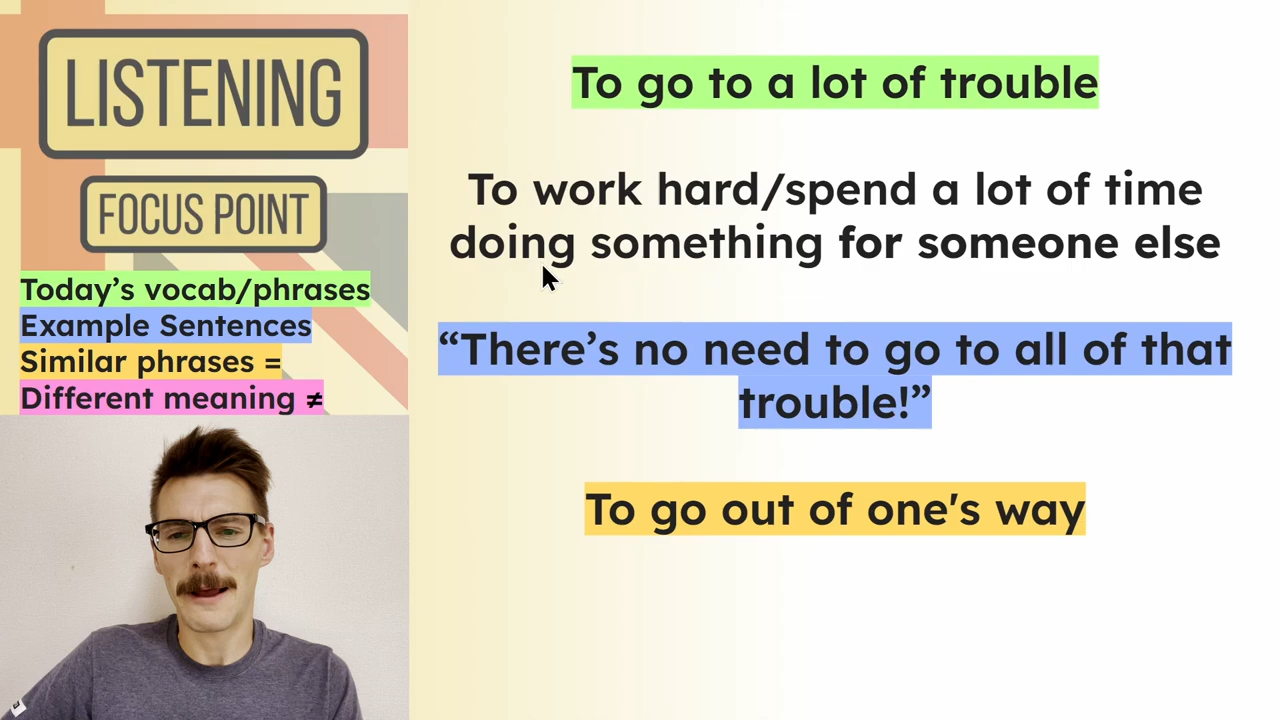 LISTENING
FOCUS POINT
Today's vocab/phrases
Example Sentences
Similar phrases =
Different meaning ≠
To go to a lot of trouble
To work hard/spend a lot of time
doing something for someone else
“There's no need to go to all of that
trouble!”
To go out of one's way